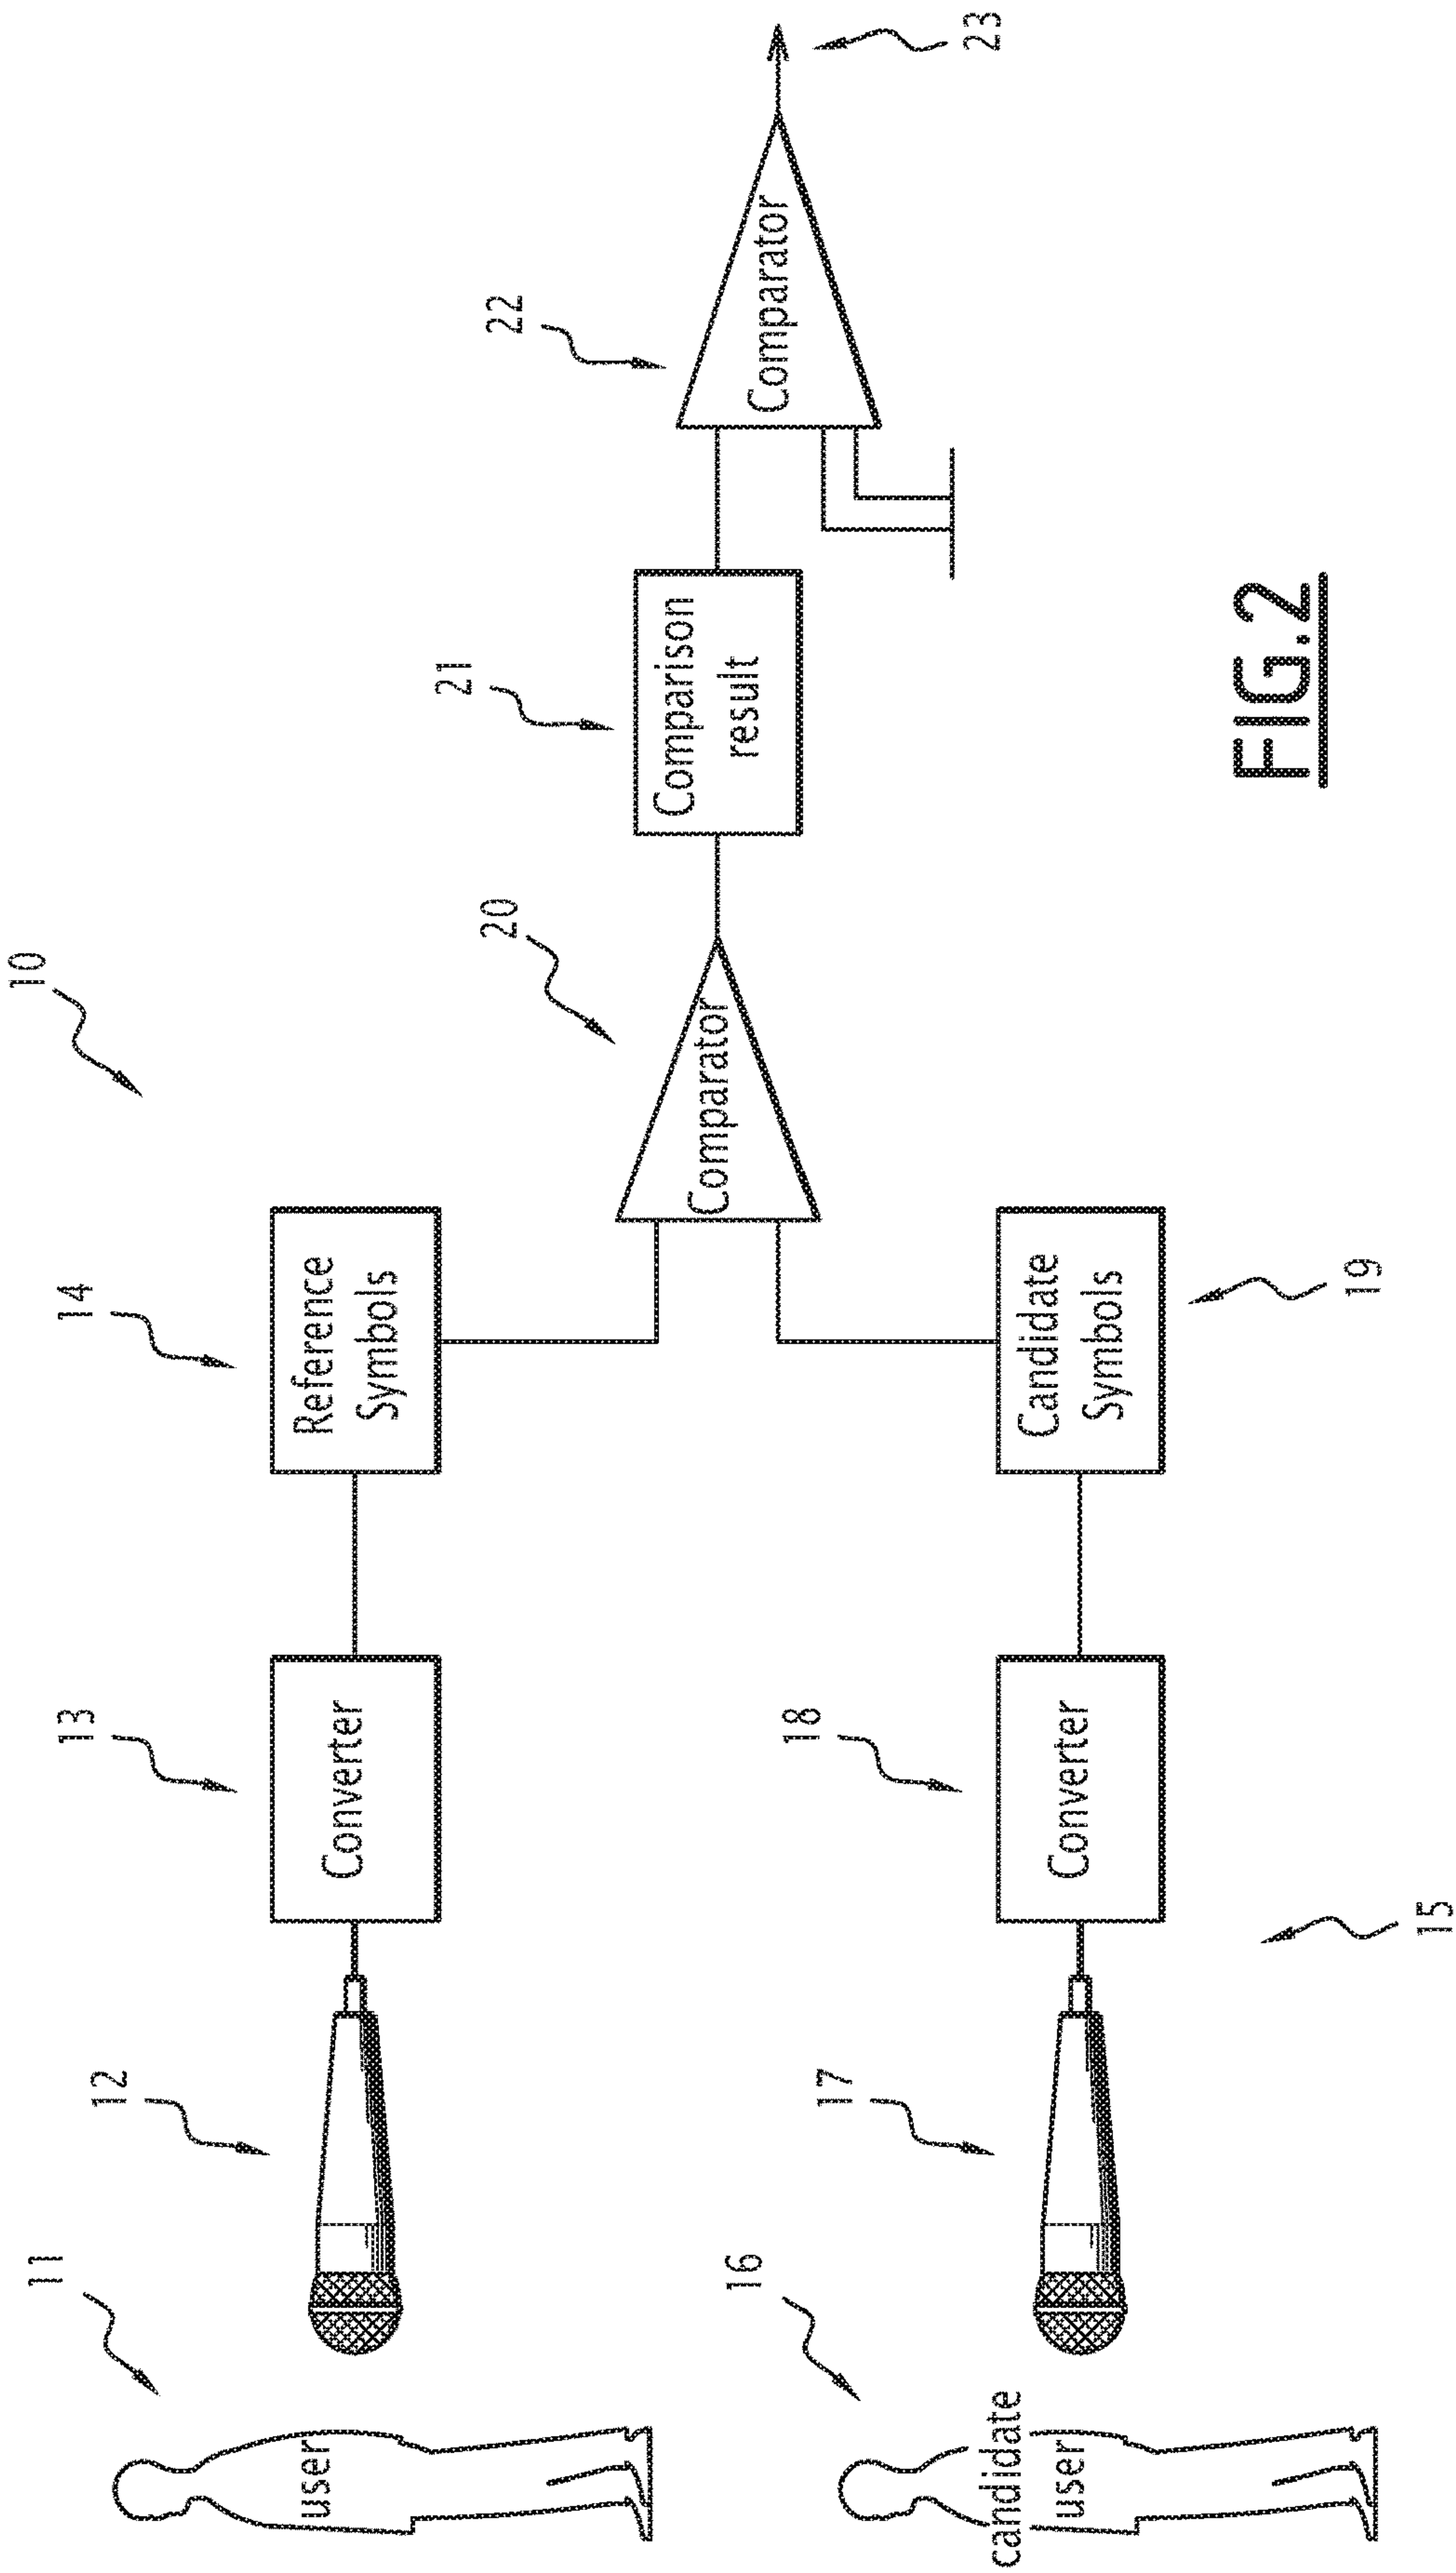 10
11
user
12
13
Converter
14
Reference
Symbols
20
Comparator
21
Comparison
result
22
Comparator
23
16
candidate
user
17
18
Converter
15
Candidate
Symbols
19
FIG.2